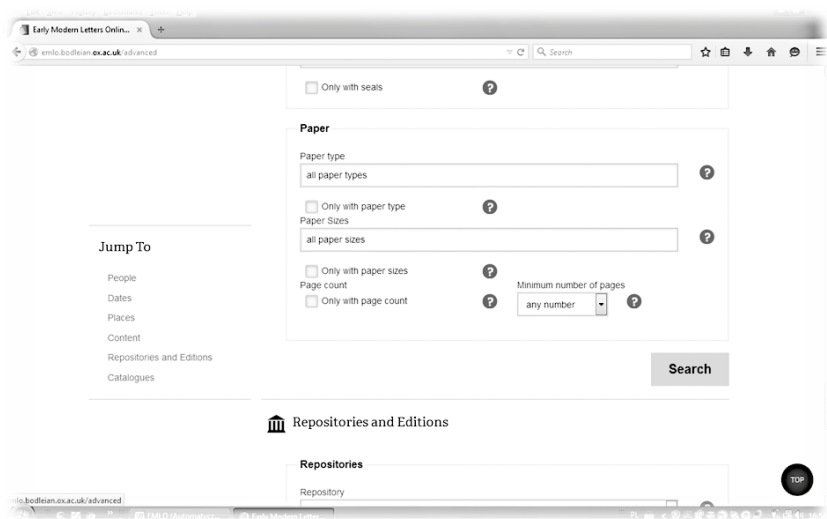 Early Modern Letters Onlin... × +
emlo.bodleian.ox.ac.uk/advanced
Search
Only with seals ?
Paper
Paper type
all paper types ?
Only with paper type ?
Paper Sizes
all paper sizes ?
Only with paper sizes ?
Page count Minimum number of pages
Only with page count ? any number ?
Jump To
People
Dates
Places
Content
Repositories and Editions
Catalogues
Search
Repositories and Editions
Repositories
Repository
TOP
lo.bodleian.ox.ac.uk/advanced